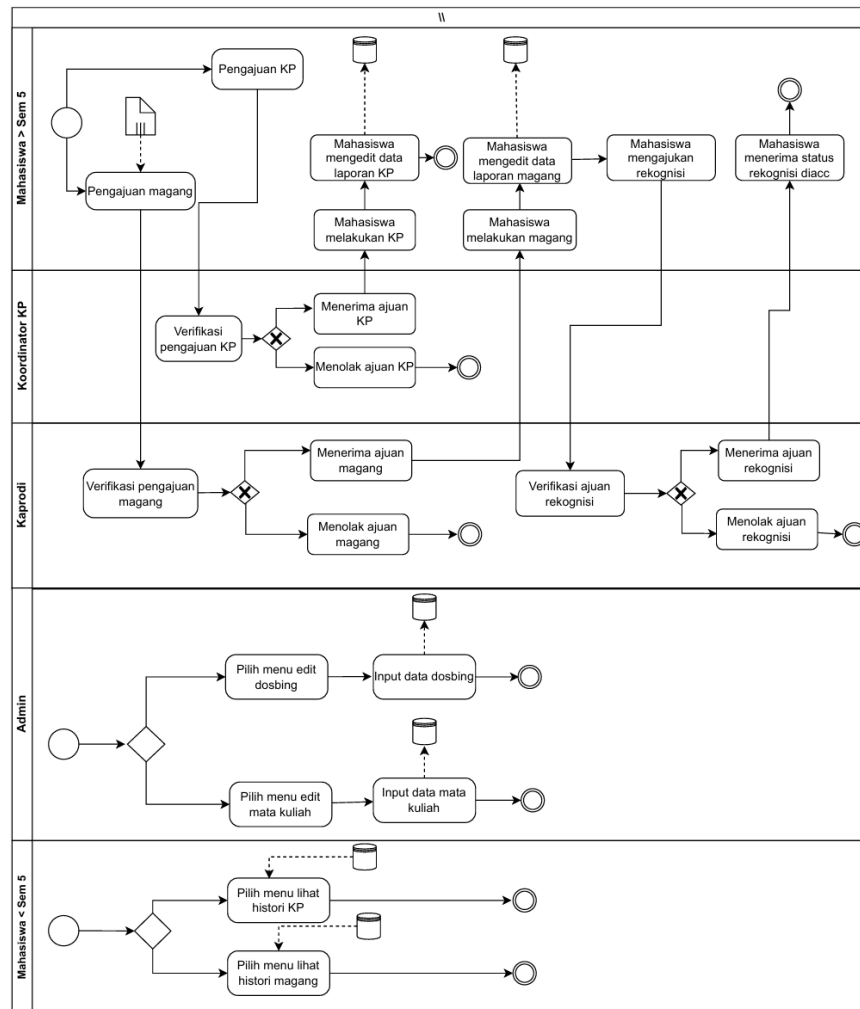 \\
Mahasiswa > Sem 5
Pengajuan KP
Pengajuan magang
Mahasiswa
mengedit data
laporan KP
Mahasiswa
melakukan KP
Mahasiswa
mengedit data
laporan magang
Mahasiswa
melakukan magang
Mahasiswa
mengajukan
rekognisi
Mahasiswa
menerima status
rekognisi diacc
Koordinator KP
Verifikasi
pengajuan KP
Menerima ajuan
KP
Menolak ajuan KP
Kaprodi
Verifikasi pengajuan
magang
Menerima ajuan
magang
Menolak ajuan
magang
Verifikasi ajuan
rekognisi
Menerima ajuan
rekognisi
Menolak ajuan
rekognisi
Admin
Pilih menu edit
dosbing
Input data dosbing
Pilih menu edit
mata kuliah
Input data mata
kuliah
Mahasiswa < Sem 5
Pilih menu lihat
histori KP
Pilih menu lihat
histori magang